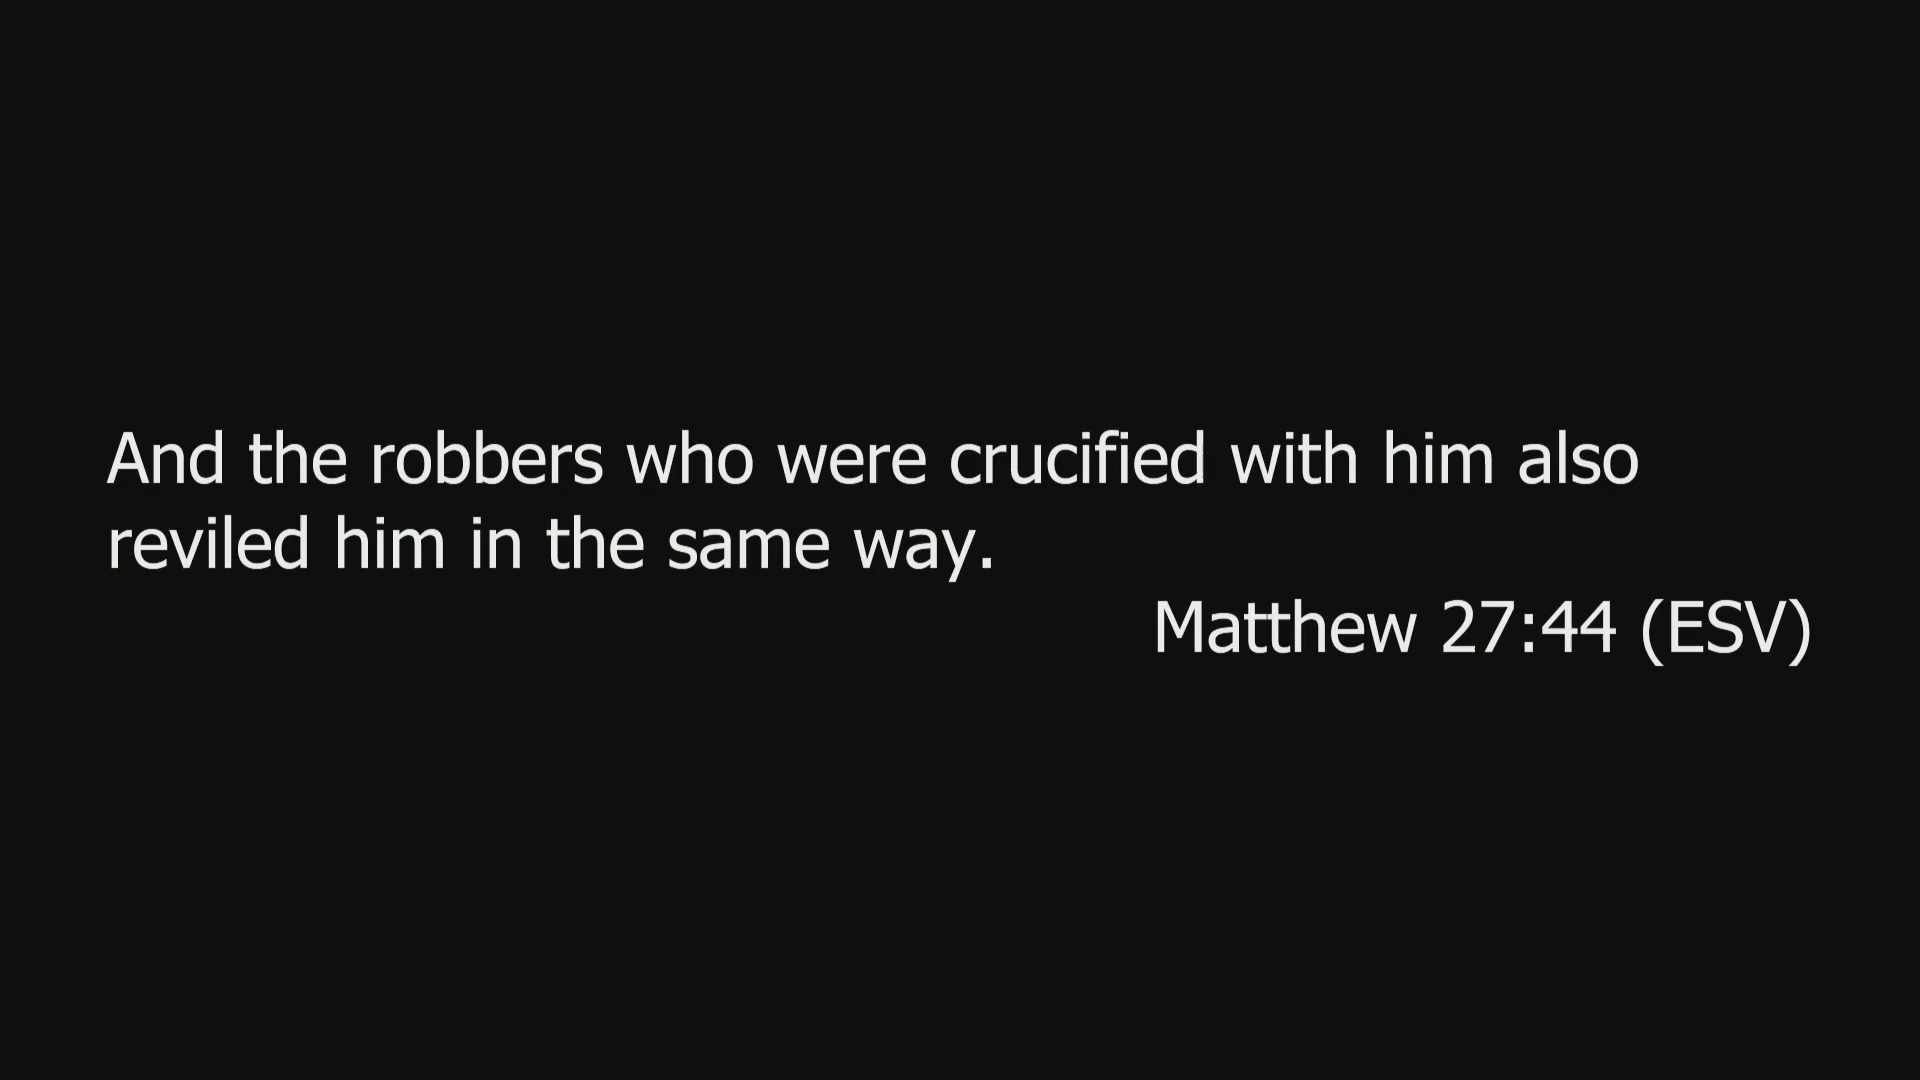 And the robbers who were crucified with him also
reviled him in the same way.
Matthew 27:44 (ESV)